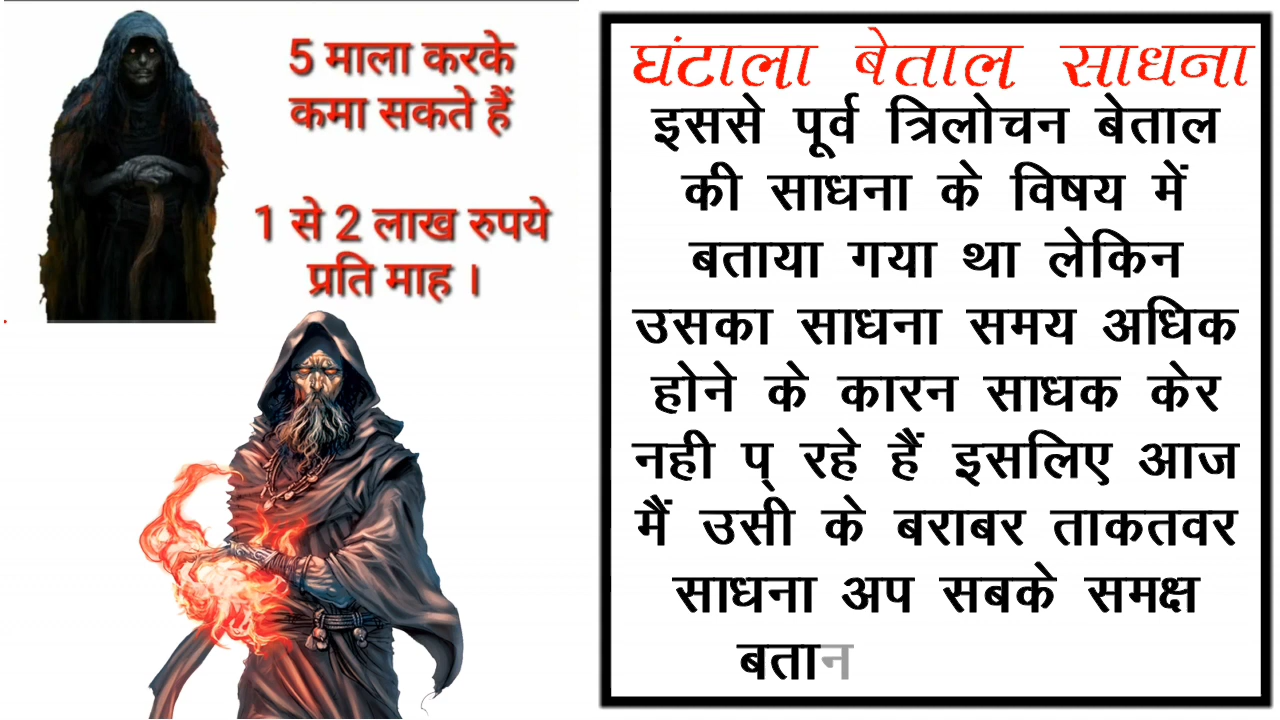 5 माला करके
कमा सकते हैं
1 से 2 लाख रुपये
प्रति माह ।
घंटाला बेताल साधना
इससे पूर्व त्रिलोचन बेताल
की साधना के विषय में
बताया गया था लेकिन
उसका साधना समय अधिक
होने के कारन साधक केर
नही प् रहे हैं इसलिए आज
मैं उसी के बराबर ताकतवर
साधना अप सबके समक्ष
बतान